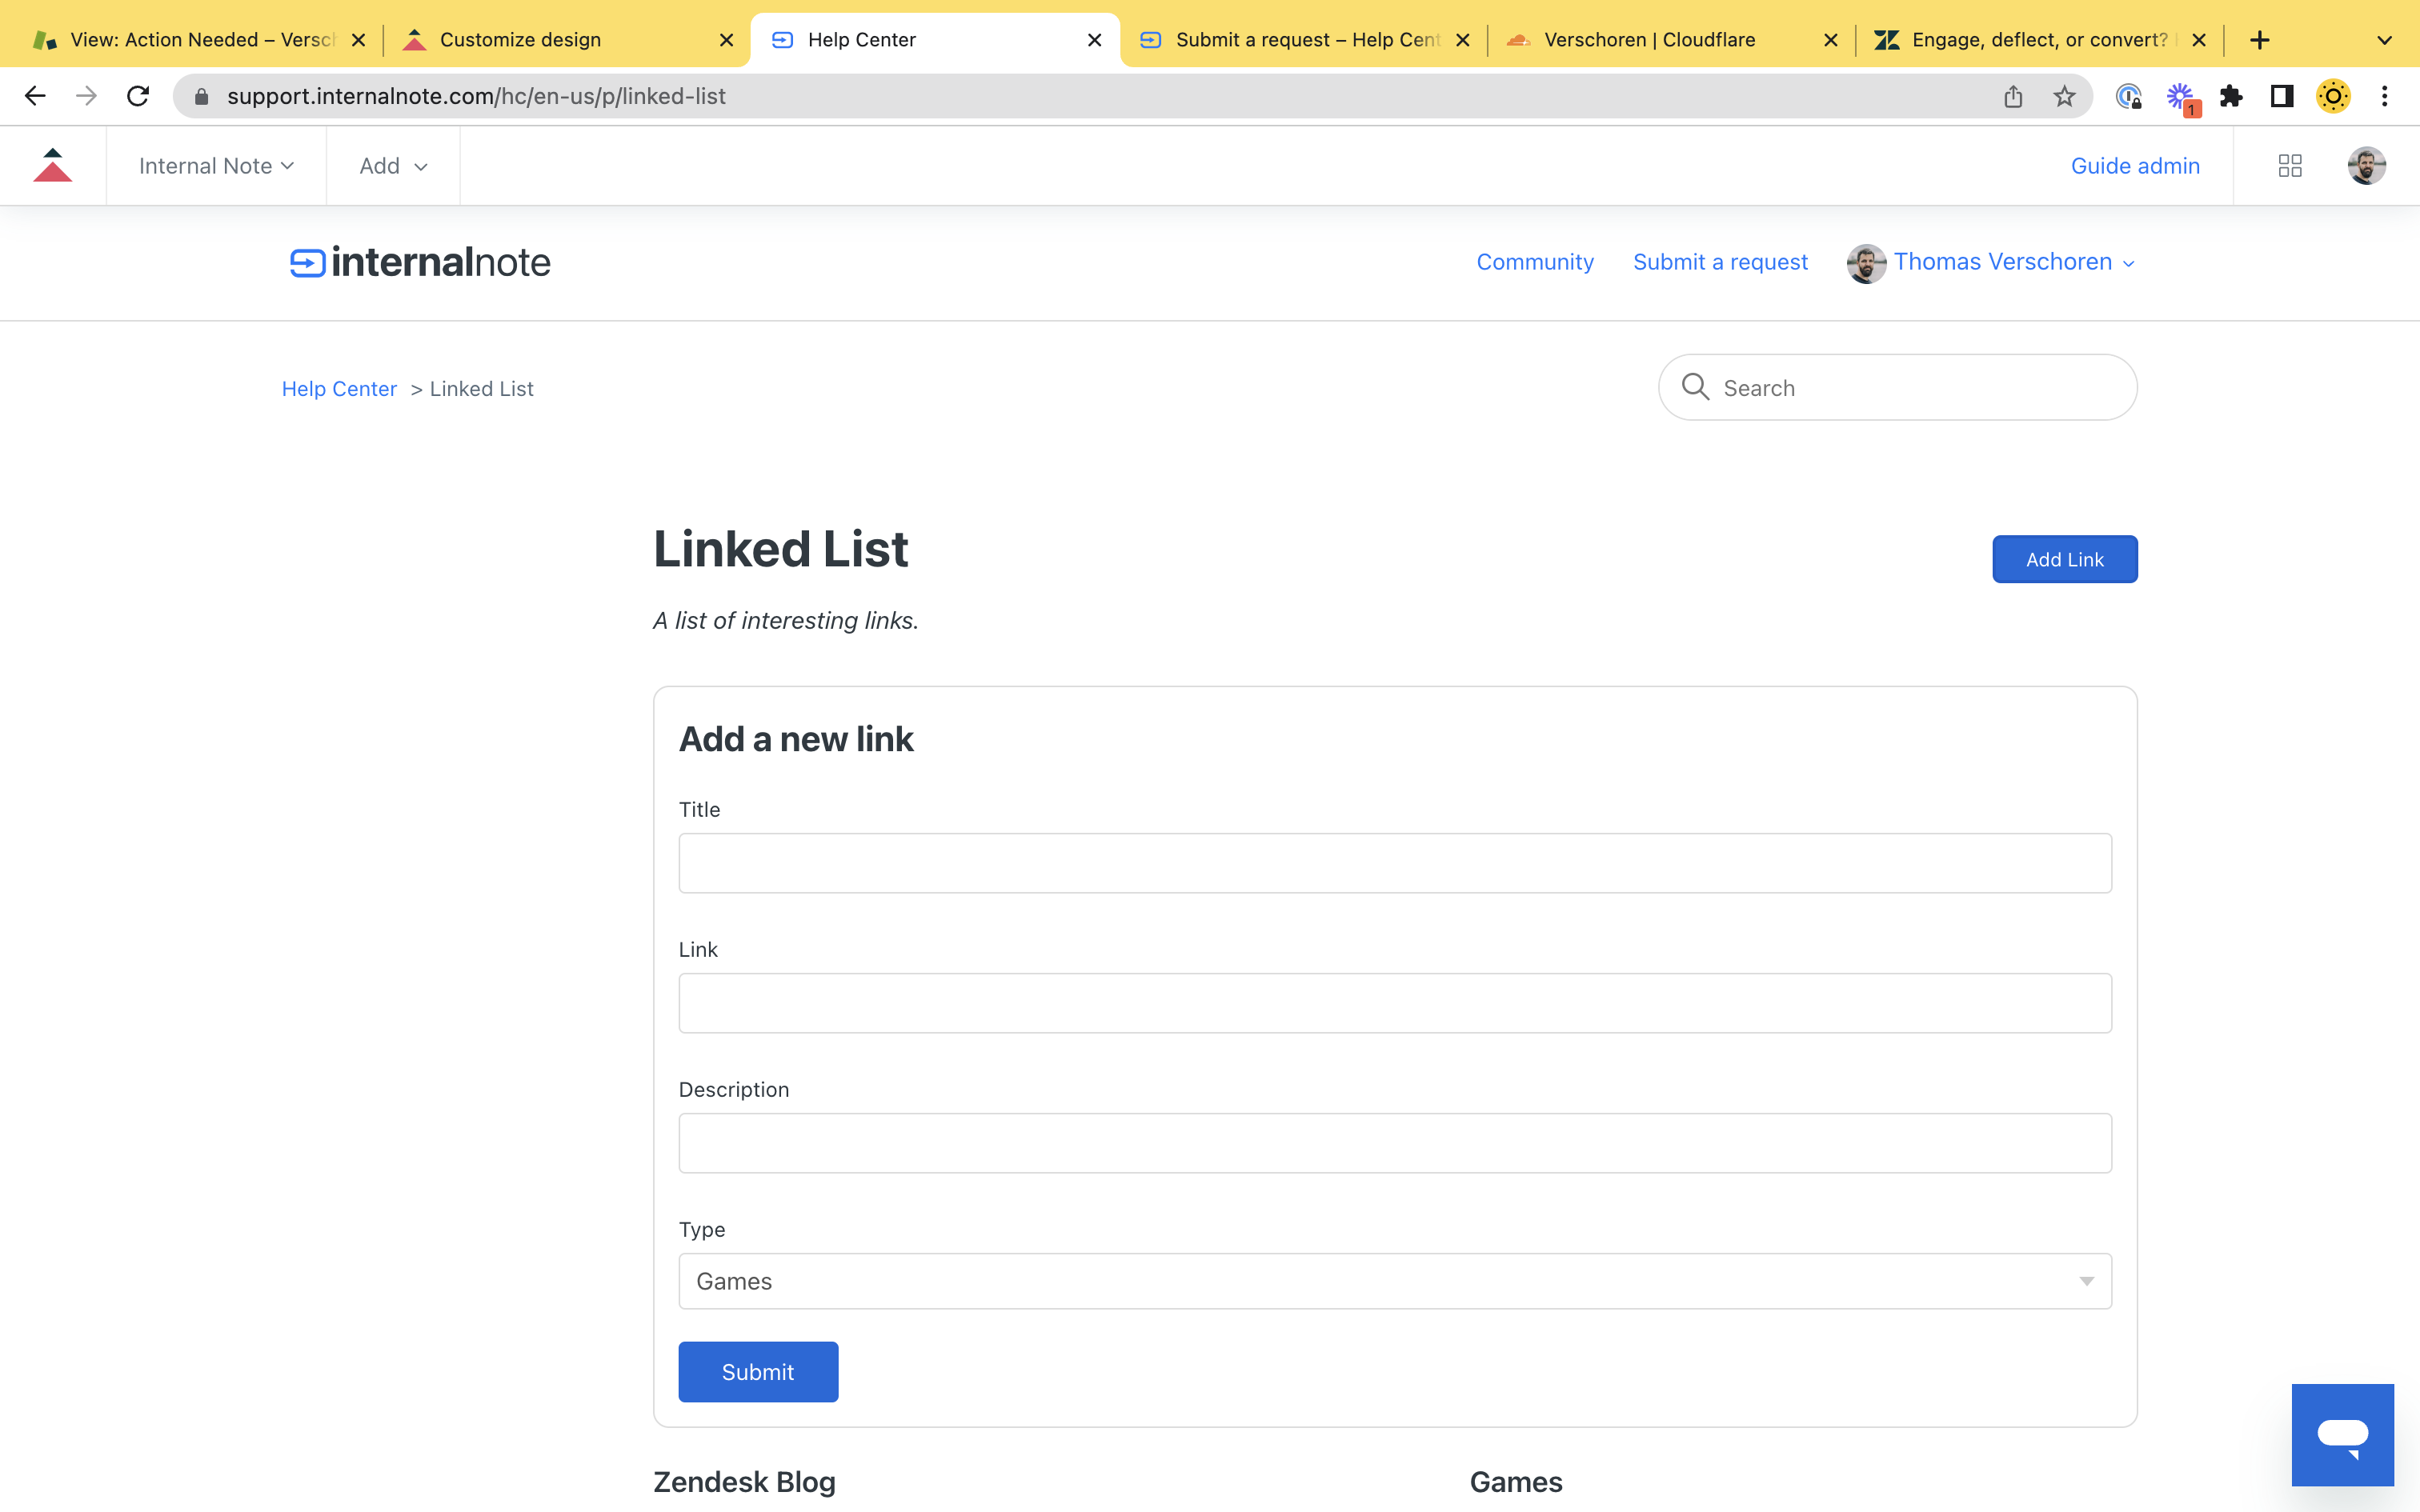 View: Action Needed – Versch
Customize design
Help Center
Submit a request – Help Cent
Verschoren | Cloudflare
Engage, deflect, or convert?
support.internalnote.com/hc/en-us/p/linked-list
1
Internal Note
Add
Guide admin
internalnote
Community
Submit a request
Thomas Verschoren
Help Center > Linked List
Search
Linked List
Add Link
A list of interesting links.
Add a new link
Title
Link
Description
Type
Games
Submit
Zendesk Blog
Games